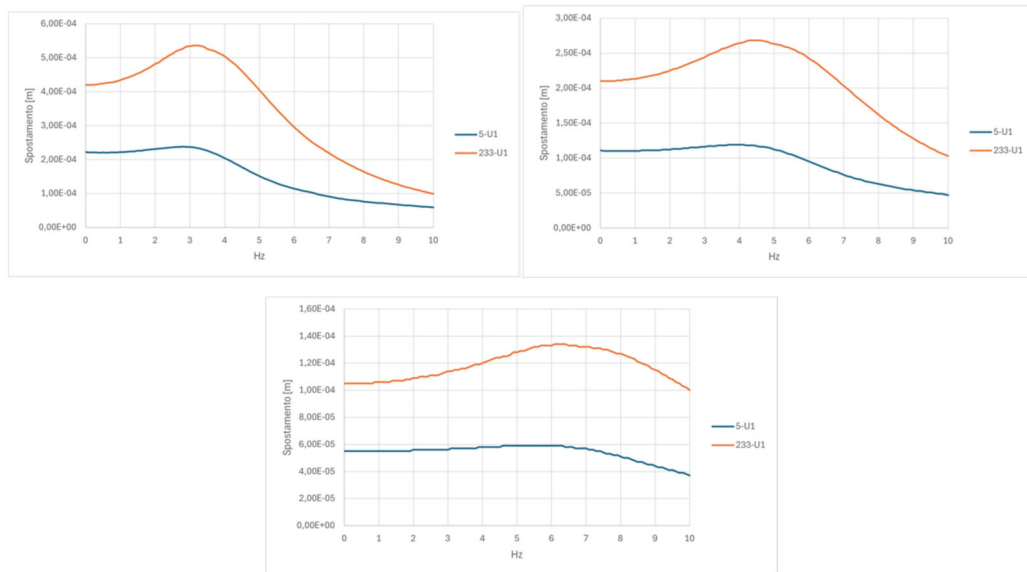 6,00E-04
5,00E-04
4,00E-04
3,00E-04
2,00E-04
1,00E-04
0,00E+00
Spostamento [m]
0 1 2 3 4 5 6 7 8 9 10
Hz
5-U1
233-U1
3,00E-04
2,50E-04
2,00E-04
1,50E-04
1,00E-04
5,00E-05
0,00E+00
Spostamento [m]
0 1 2 3 4 5 6 7 8 9 10
Hz
5-U1
233-U1
1,60E-04
1,40E-04
1,20E-04
1,00E-04
8,00E-05
6,00E-05
4,00E-05
2,00E-05
0,00E+00
Spostamento [m]
0 1 2 3 4 5 6 7 8 9 10
Hz
5-U1
233-U1